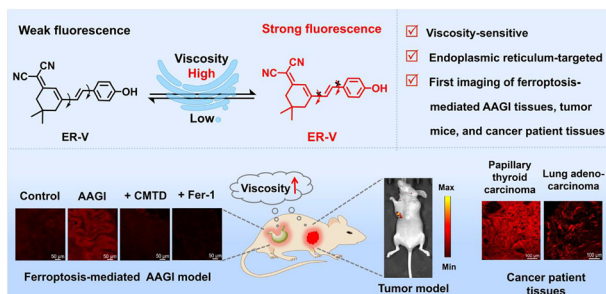 Weak fluorescence
Strong fluorescence
CN
CN
OH
ER-V
Viscosity
High
Low
CN
CN
OH
ER-V
☑ Viscosity-sensitive
☑ Endoplasmic reticulum-targeted
☑ First imaging of ferroptosis-
mediated AAGI tissues, tumor
mice, and cancer patient tissues
Control
AAGI
+ CMTD
+ Fer-1
50 μm
50 μm
50 μm
50 μm
Ferroptosis-mediated AAGI model
Viscosity
Max
Min
Tumor model
Papillary
thyroid
carcinoma
Lung adeno-
carcinoma
100 μm
100 μm
Cancer patient
tissues